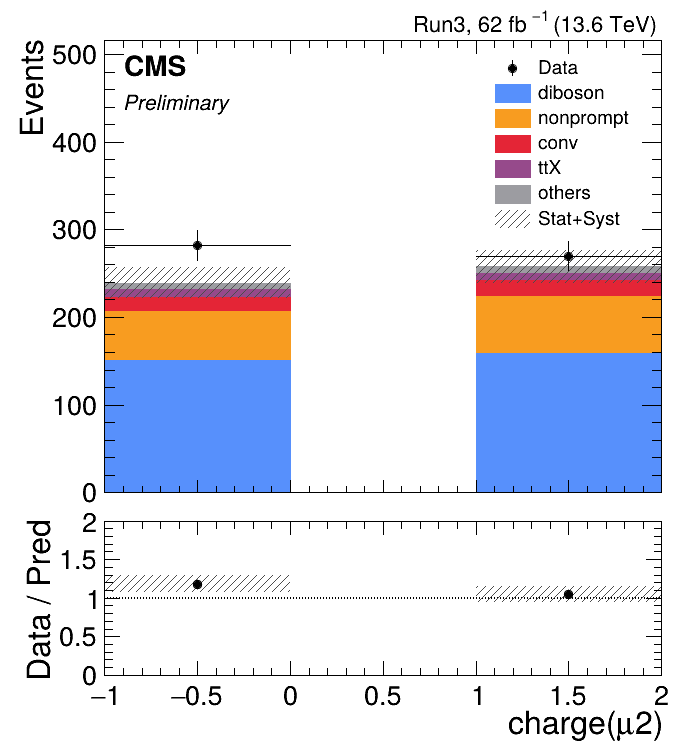 Run3, 62 fb⁻¹ (13.6 TeV)
CMS
Preliminary
Events
500
400
300
200
100
0
Data
diboson
nonprompt
conv
ttX
others
Stat+Syst
Data / Pred
2
1.5
1
0.5
0
−1 −0.5 0 0.5 1 1.5 2
charge(μ2)